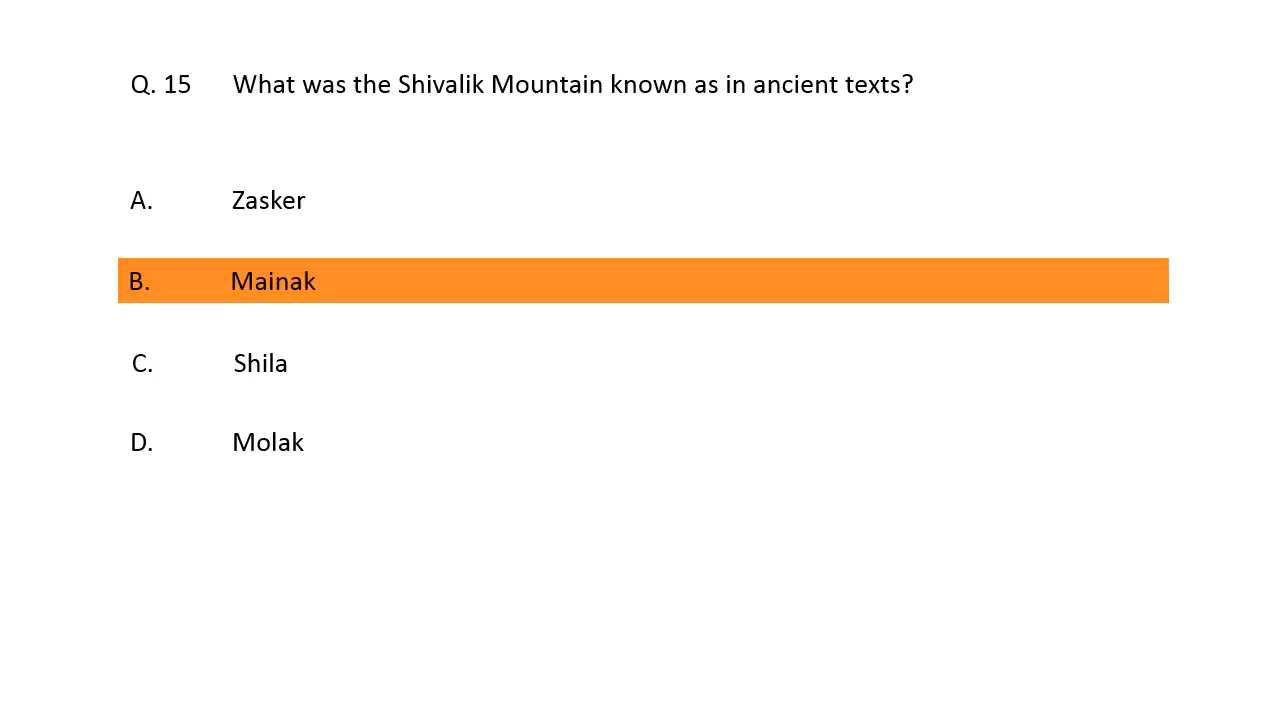 Q. 15 What was the Shivalik Mountain known as in ancient texts?
A. Zasker
B. Mainak
C. Shila
D. Molak